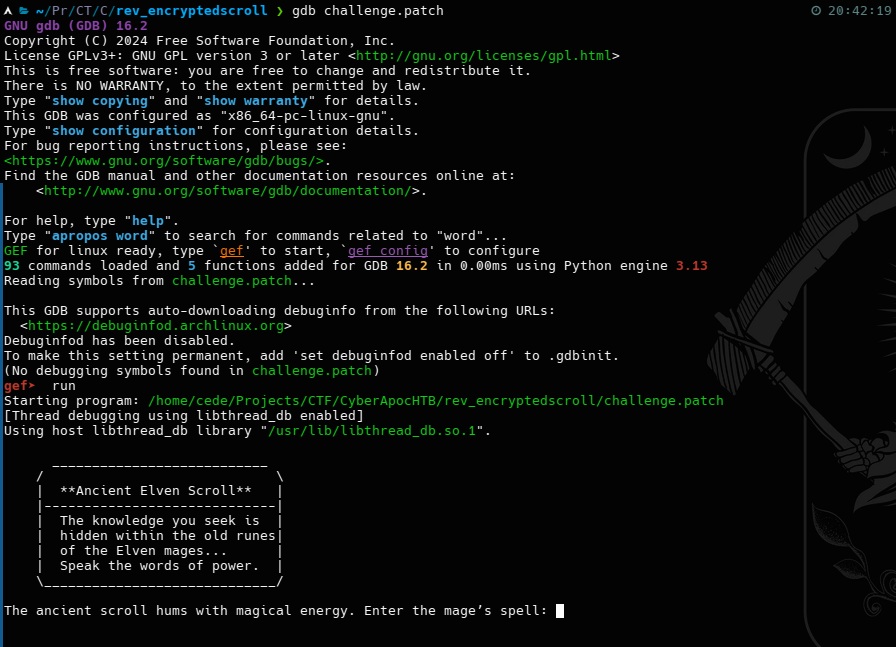 ~/Pr/CT/C/rev_encryptedscroll ❯ gdb challenge.patch 20:42:19
GNU gdb (GDB) 16.2
Copyright (C) 2024 Free Software Foundation, Inc.
License GPLv3+: GNU GPL version 3 or later <http://gnu.org/licenses/gpl.html>
This is free software: you are free to change and redistribute it.
There is NO WARRANTY, to the extent permitted by law.
Type "show copying" and "show warranty" for details.
This GDB was configured as "x86_64-pc-linux-gnu".
Type "show configuration" for configuration details.
For bug reporting instructions, please see:
<https://www.gnu.org/software/gdb/bugs/>.
Find the GDB manual and other documentation resources online at:
    <http://www.gnu.org/software/gdb/documentation/>.

For help, type "help".
Type "apropos word" to search for commands related to "word"...
GEF for linux ready, type `gef' to start, `gef config' to configure
93 commands loaded and 5 functions added for GDB 16.2 in 0.00ms using Python engine 3.13
Reading symbols from challenge.patch...

This GDB supports auto-downloading debuginfo from the following URLs:
  <https://debuginfod.archlinux.org>
Debuginfod has been disabled.
To make this setting permanent, add 'set debuginfod enabled off' to .gdbinit.
(No debugging symbols found in challenge.patch)
gef➤  run
Starting program: /home/cede/Projects/CTF/CyberApocHTB/rev_encryptedscroll/challenge.patch
[Thread debugging using libthread_db enabled]
Using host libthread_db library "/usr/lib/libthread_db.so.1".

      ___________________________
    /                             \
    |  **Ancient Elven Scroll**   |
    |-----------------------------|
    |  The knowledge you seek is  |
    |  hidden within the old runes|
    |  of the Elven mages...      |
    |  Speak the words of power.  |
    \_____________________________/

The ancient scroll hums with magical energy. Enter the mage’s spell: